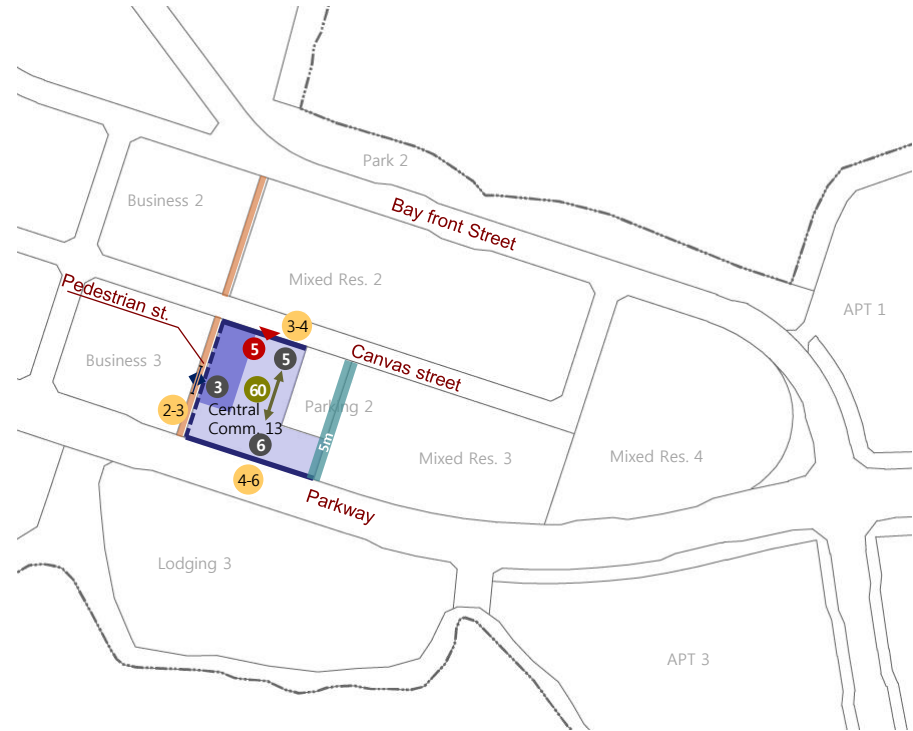 Park 2
Business 2
Bay front Street
Mixed Res. 2
Pedestrian st.
APT 1
3-4
5
5
Canvas street
Business 3
3
60
2-3
Central
Comm. 13
Parking 2
6
5m
Mixed Res. 3
Mixed Res. 4
4-6
Parkway
Lodging 3
APT 3